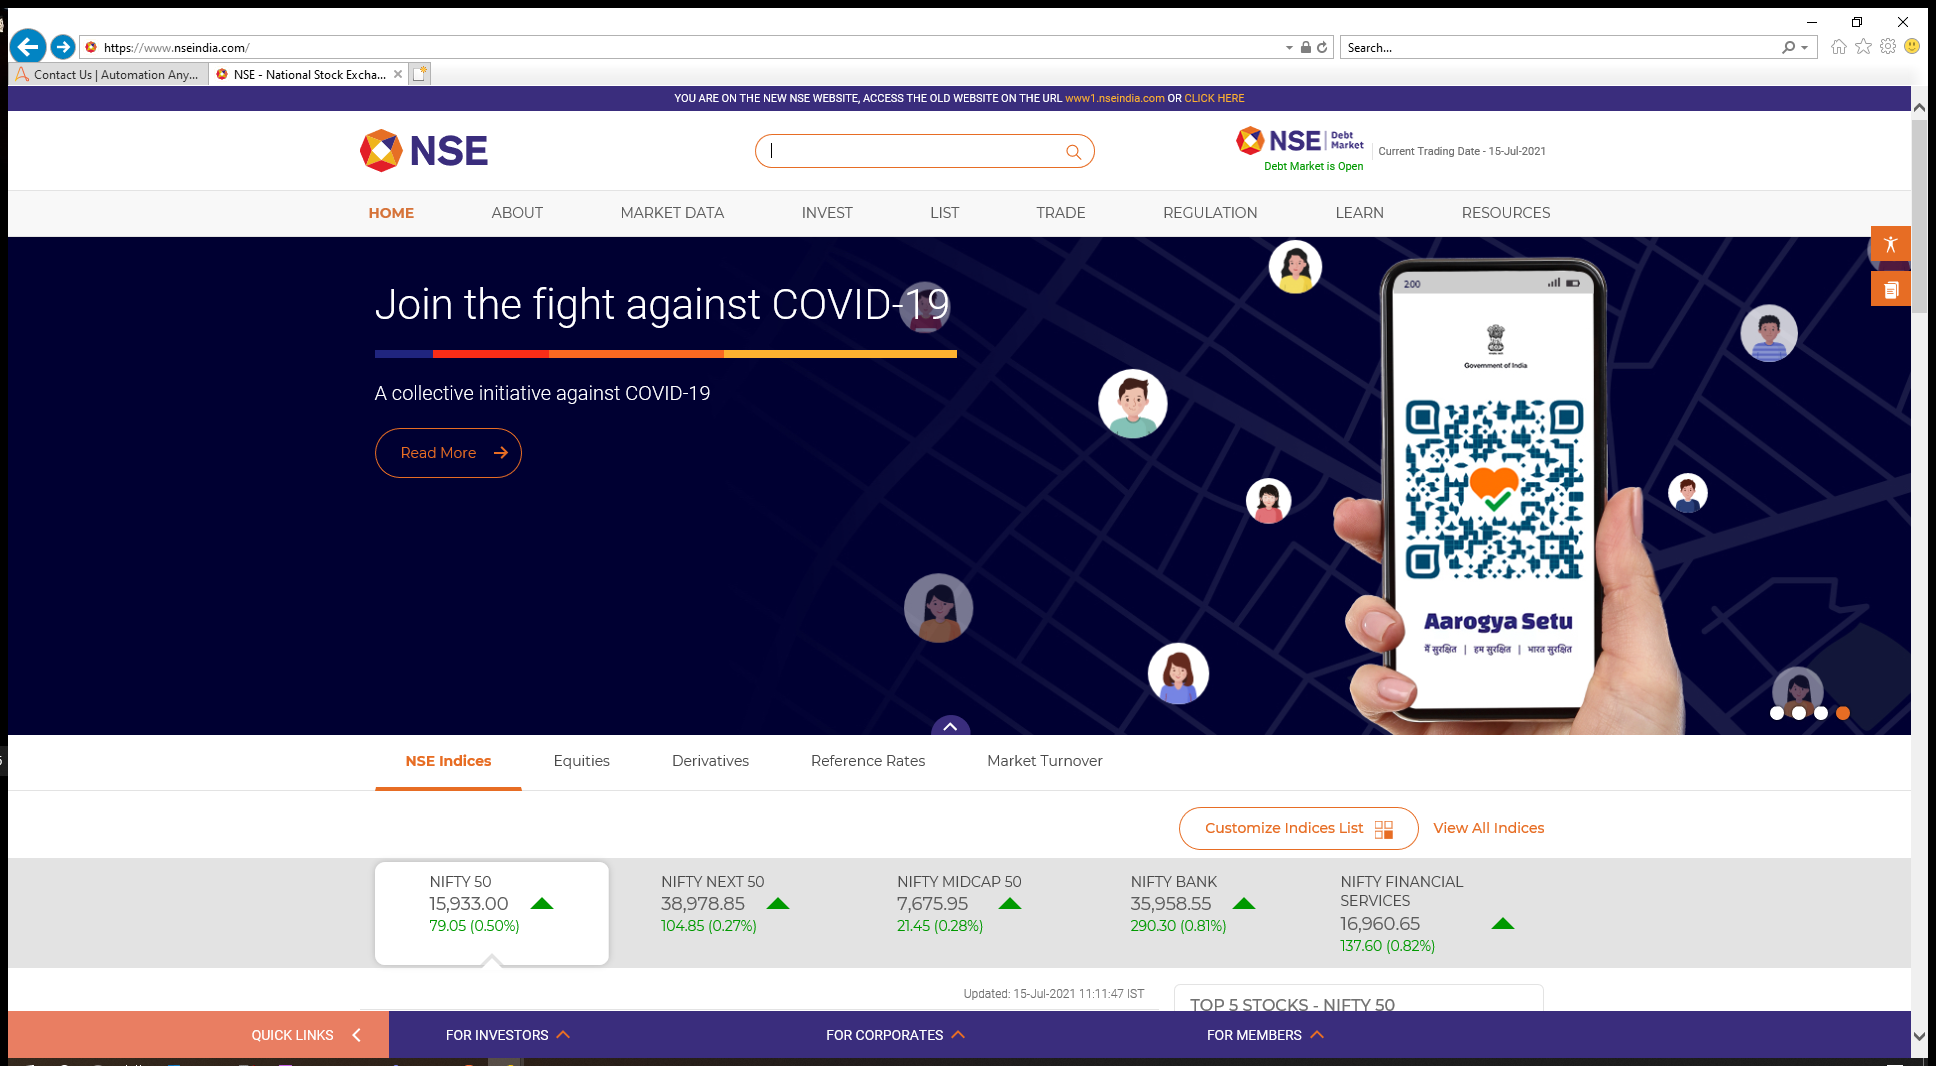 https://www.nseindia.com/
Search...
Contact Us | Automation Any...
NSE - National Stock Excha...
YOU ARE ON THE NEW NSE WEBSITE, ACCESS THE OLD WEBSITE ON THE URL www1.nseindia.com OR CLICK HERE
NSE
NSE Debt Market
Debt Market is Open
Current Trading Date - 15-Jul-2021
HOME ABOUT MARKET DATA INVEST LIST TRADE REGULATION LEARN RESOURCES
Join the fight against COVID-19
A collective initiative against COVID-19
Read More
200
Government of India
Aarogya Setu
मैं सुरक्षित | हम सुरक्षित | भारत सुरक्षित
NSE Indices Equities Derivatives Reference Rates Market Turnover
Customize Indices List View All Indices
NIFTY 50
15,933.00
79.05 (0.50%)
NIFTY NEXT 50
38,978.85
104.85 (0.27%)
NIFTY MIDCAP 50
7,675.95
21.45 (0.28%)
NIFTY BANK
35,958.55
290.30 (0.81%)
NIFTY FINANCIAL
SERVICES
16,960.65
137.60 (0.82%)
Updated: 15-Jul-2021 11:11:47 IST
TOP 5 STOCKS - NIFTY 50
QUICK LINKS FOR INVESTORS FOR CORPORATES FOR MEMBERS